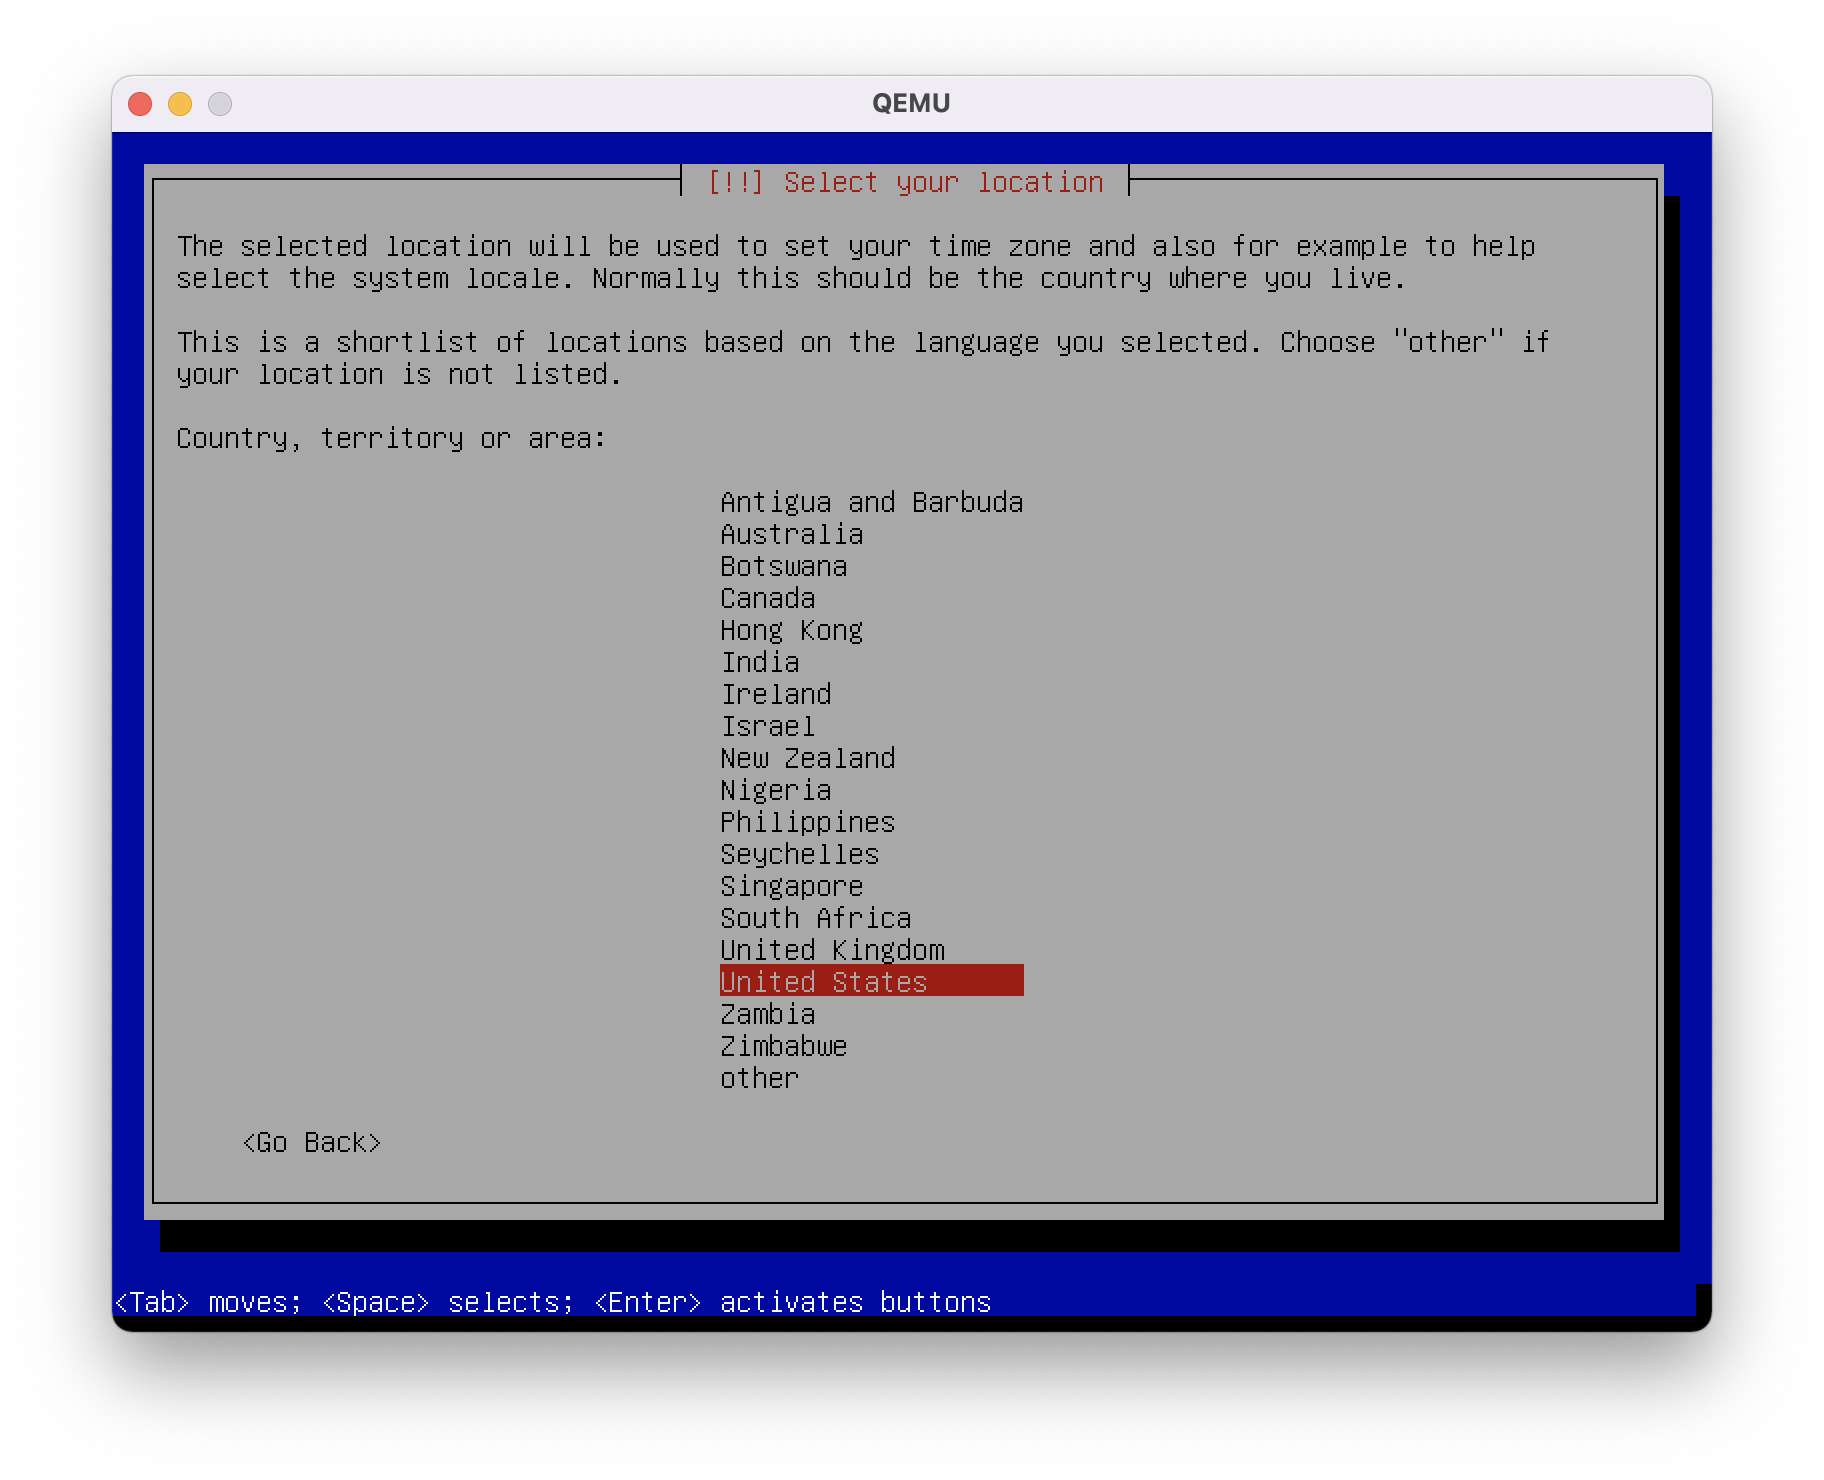 QEMU
[!!] Select your location
The selected location will be used to set your time zone and also for example to help
select the system locale. Normally this should be the country where you live.
This is a shortlist of locations based on the language you selected. Choose "other" if
your location is not listed.
Country, territory or area:
Antigua and Barbuda
Australia
Botswana
Canada
Hong Kong
India
Ireland
Israel
New Zealand
Nigeria
Philippines
Seychelles
Singapore
South Africa
United Kingdom
United States
Zambia
Zimbabwe
other
<Go Back>
<Tab> moves; <Space> selects; <Enter> activates buttons